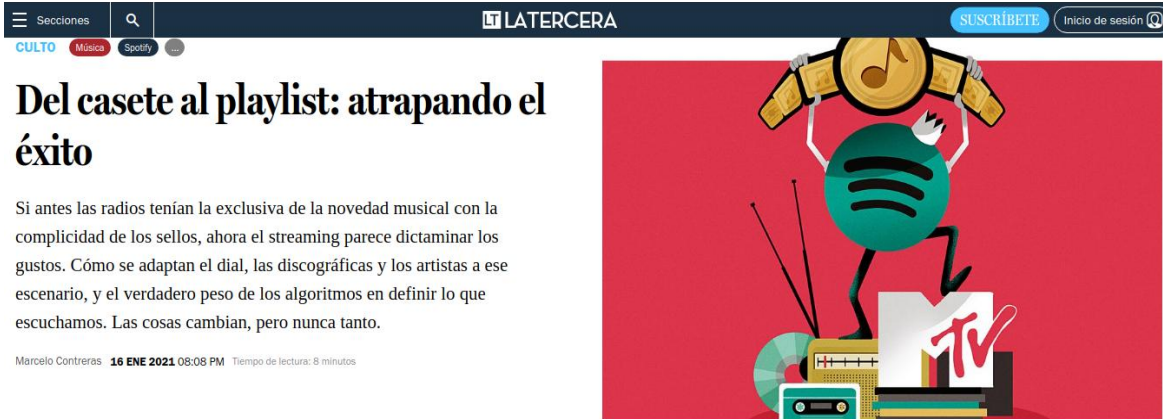 Secciones
LT LATERCERA
SUSCRÍBETE
Inicio de sesión
CULTO Música Spotify ...
Del casete al playlist: atrapando el
éxito
Si antes las radios tenían la exclusiva de la novedad musical con la
complicidad de los sellos, ahora el streaming parece dictaminar los
gustos. Cómo se adaptan el dial, las discográficas y los artistas a ese
escenario, y el verdadero peso de los algoritmos en definir lo que
escuchamos. Las cosas cambian, pero nunca tanto.
Marcelo Contreras 16 ENE 2021 08:08 PM Tiempo de lectura: 8 minutos
MTV